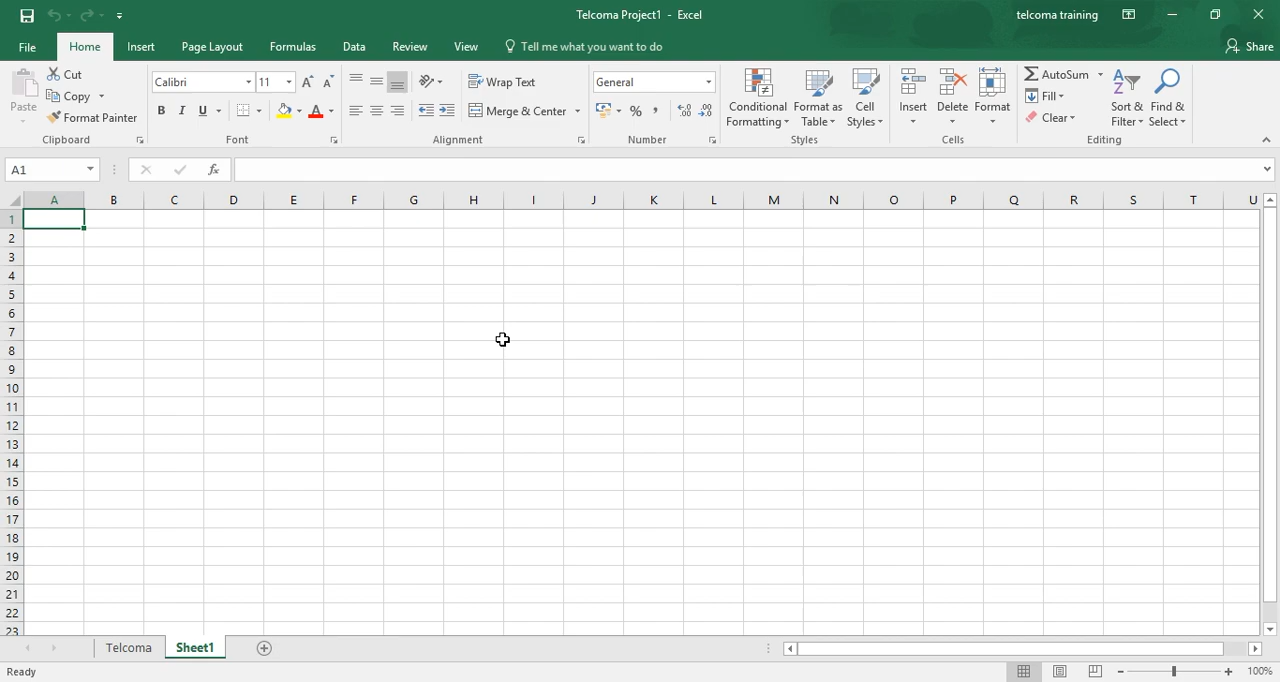 Telcoma Project1 - Excel
telcoma training
File Home Insert Page Layout Formulas Data Review View Tell me what you want to do Share
Paste
Cut
Copy
Format Painter
Clipboard
Calibri 11
B I U A
Font
Wrap Text
Merge & Center
Alignment
General
% ,
Number
Conditional Formatting
Format as Table
Cell Styles
Styles
Insert
Delete
Format
Cells
AutoSum
Fill
Clear
Sort & Filter
Find & Select
Editing
A1 fx
A B C D E F G H I J K L M N O P Q R S T U
1
2
3
4
5
6
7
8
9
10
11
12
13
14
15
16
17
18
19
20
21
22
23
Telcoma Sheet1
Ready
100%